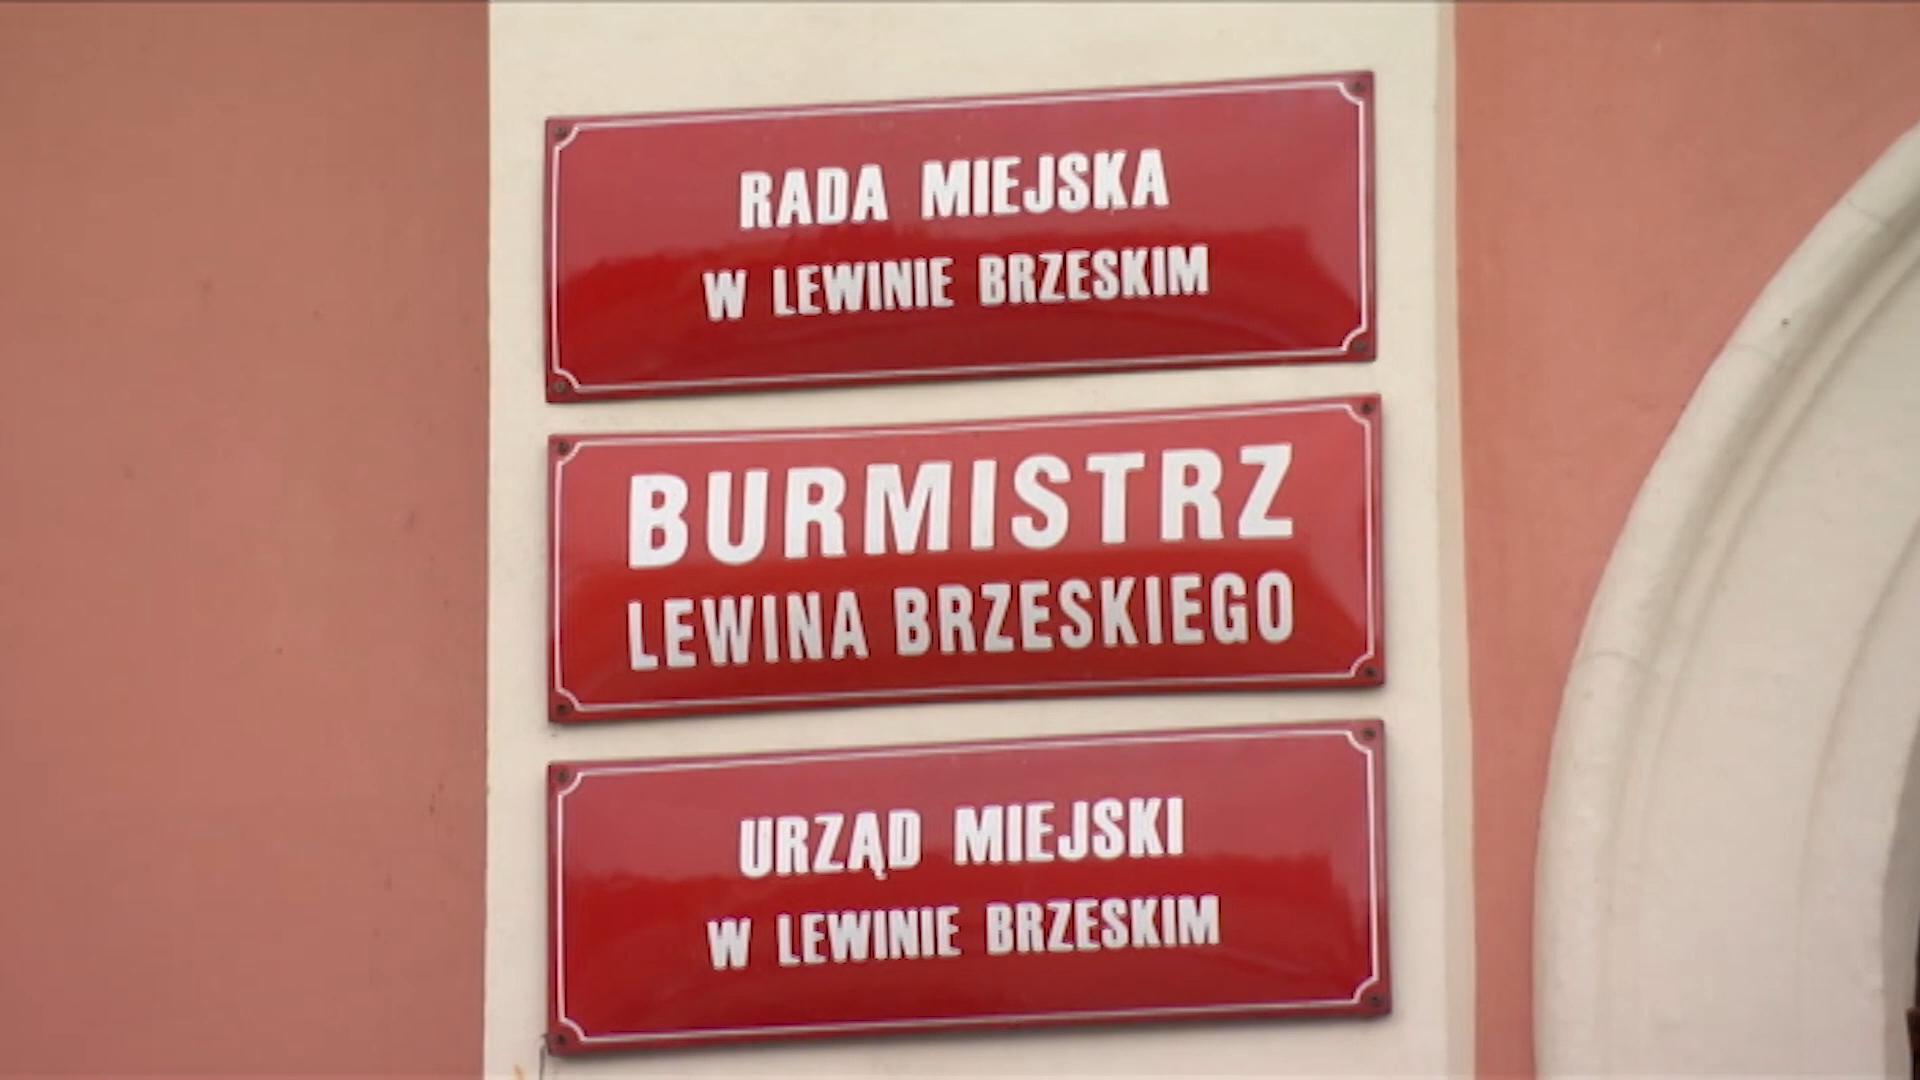 RADA MIEJSKA
W LEWINIE BRZESKIM
BURMISTRZ
LEWINA BRZESKIEGO
URZĄD MIEJSKI
W LEWINIE BRZESKIM